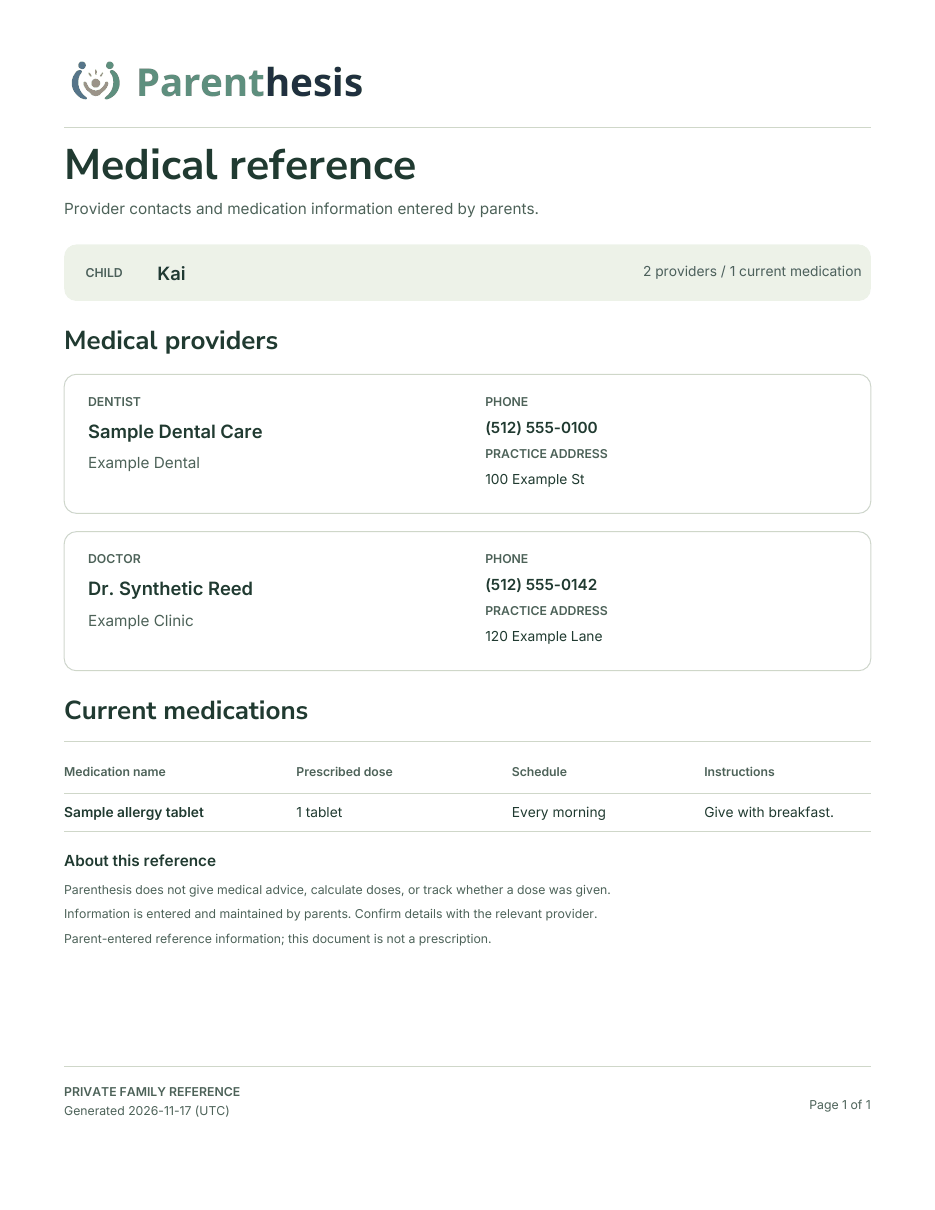 Parenthesis
Medical reference
Provider contacts and medication information entered by parents.
CHILD Kai 2 providers / 1 current medication
Medical providers
DENTIST
Sample Dental Care
Example Dental
PHONE
(512) 555-0100
PRACTICE ADDRESS
100 Example St
DOCTOR
Dr. Synthetic Reed
Example Clinic
PHONE
(512) 555-0142
PRACTICE ADDRESS
120 Example Lane
Current medications
Medication name Prescribed dose Schedule Instructions
Sample allergy tablet 1 tablet Every morning Give with breakfast.
About this reference
Parenthesis does not give medical advice, calculate doses, or track whether a dose was given.
Information is entered and maintained by parents. Confirm details with the relevant provider.
Parent-entered reference information; this document is not a prescription.
PRIVATE FAMILY REFERENCE
Generated 2026-11-17 (UTC)
Page 1 of 1